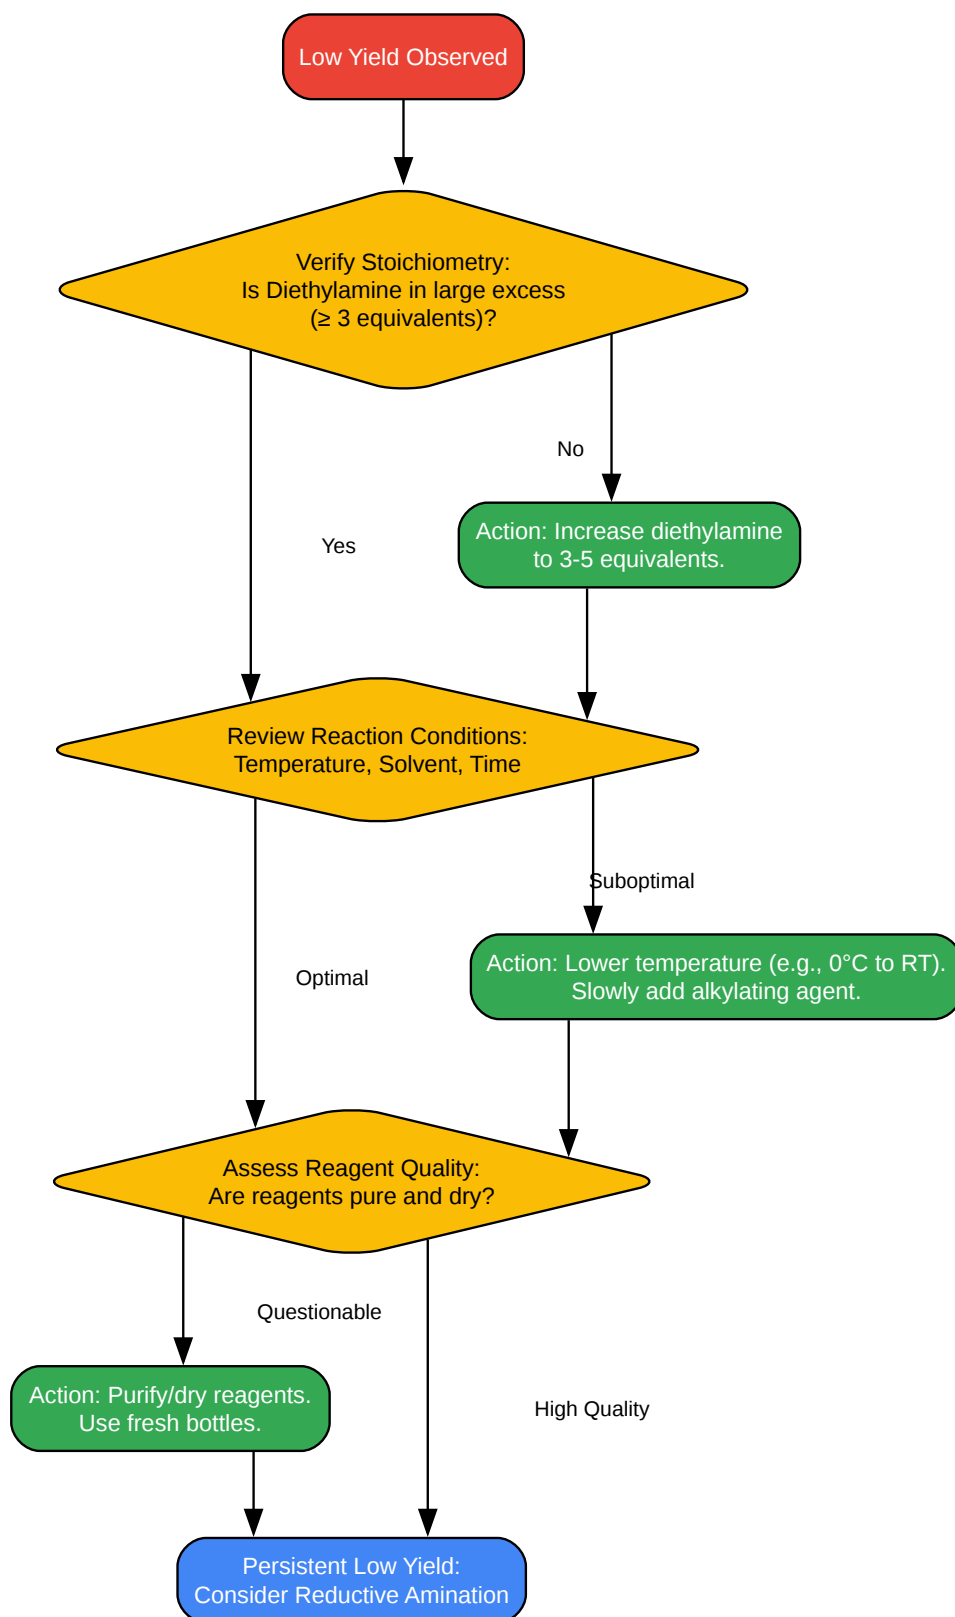 Low Yield Observed
Verify Stoichiometry:
Is Diethylamine in large excess
(≥ 3 equivalents)?
No
Action: Increase diethylamine
to 3-5 equivalents.
Yes
Review Reaction Conditions:
Temperature, Solvent, Time
Suboptimal
Action: Lower temperature (e.g., 0°C to RT).
Slowly add alkylating agent.
Optimal
Assess Reagent Quality:
Are reagents pure and dry?
Questionable
Action: Purify/dry reagents.
Use fresh bottles.
High Quality
Persistent Low Yield:
Consider Reductive Amination